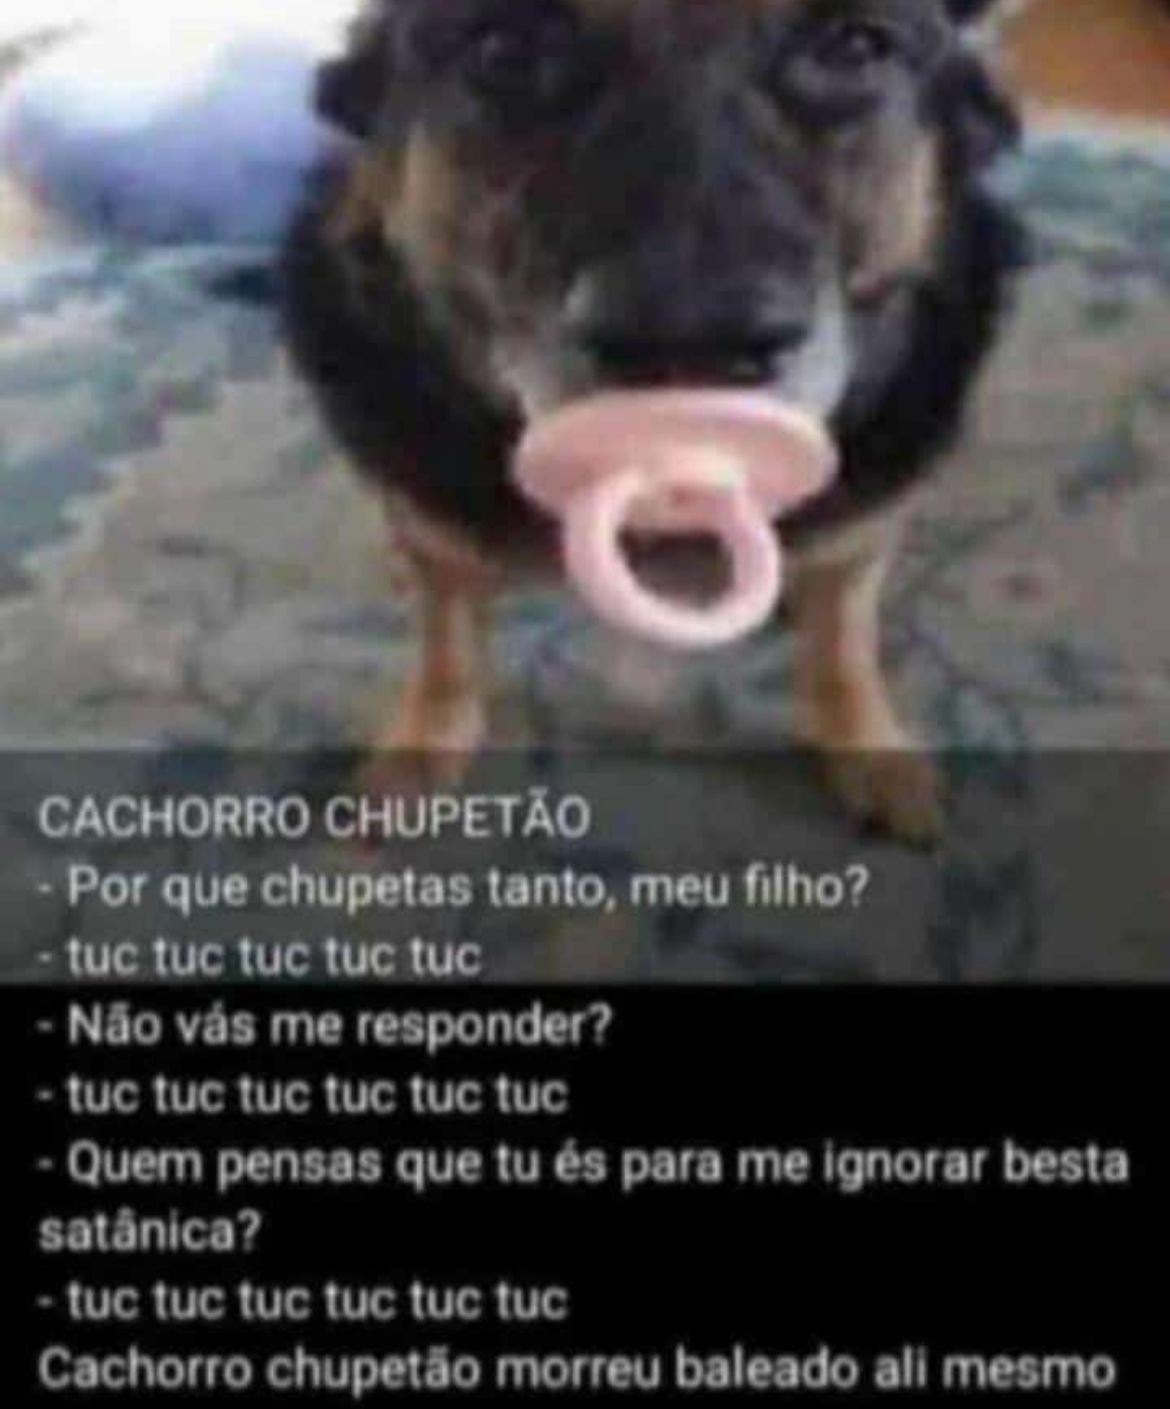 CACHORRO CHUPETÃO
- Por que chupetas tanto, meu filho?
- tuc tuc tuc tuc tuc
- Não vás me responder?
- tuc tuc tuc tuc tuc tuc
- Quem pensas que tu és para me ignorar besta
satânica?
- tuc tuc tuc tuc tuc tuc
Cachorro chupetão morreu baleado ali mesmo